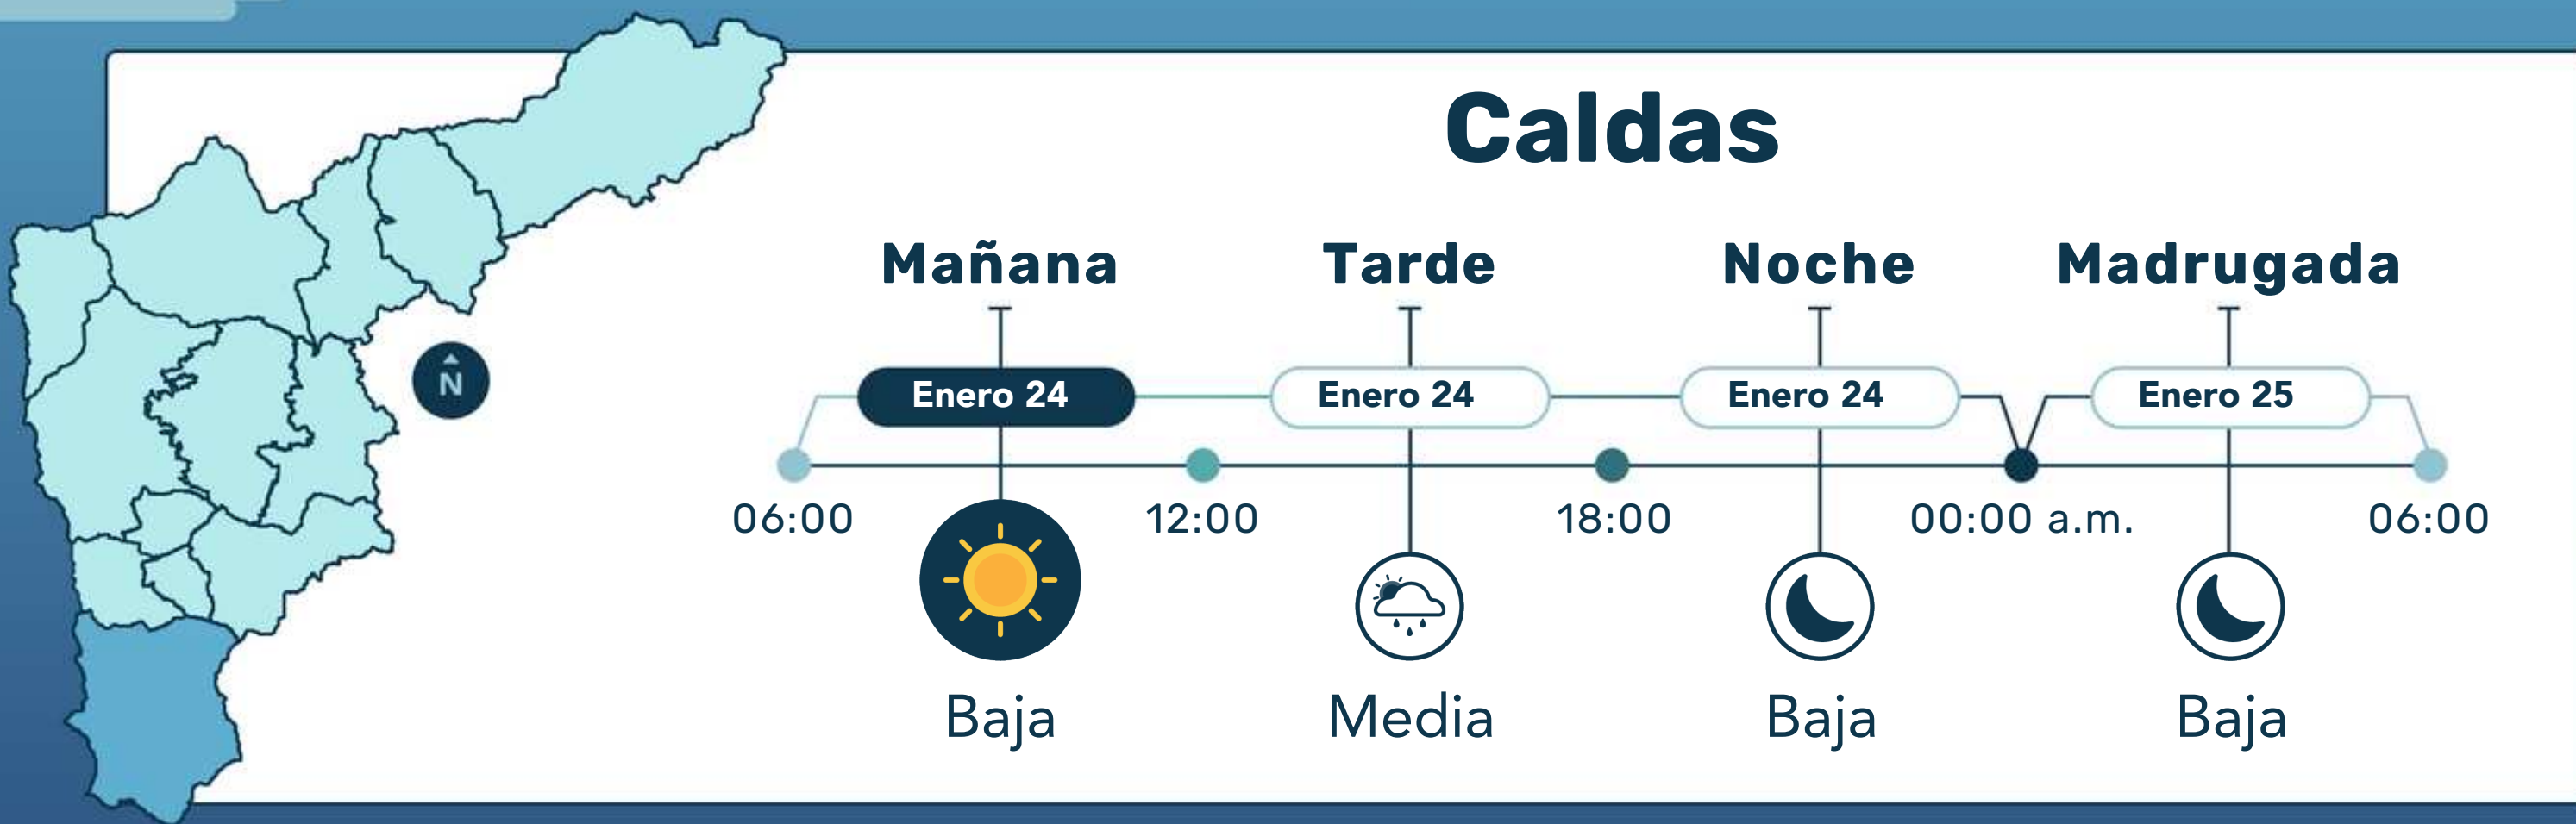 Caldas
Mañana Tarde Noche Madrugada
N
Enero 24 Enero 24 Enero 24 Enero 25
06:00 12:00 18:00 00:00 a.m. 06:00
Baja Media Baja Baja